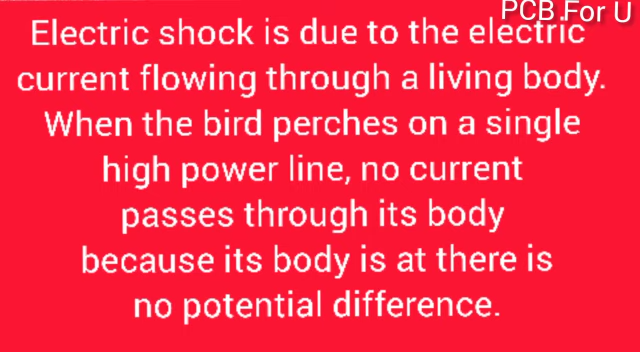 PCB.For U
Electric shock is due to the electric
current flowing through a living body.
When the bird perches on a single
high power line, no current
passes through its body
because its body is at there is
no potential difference.